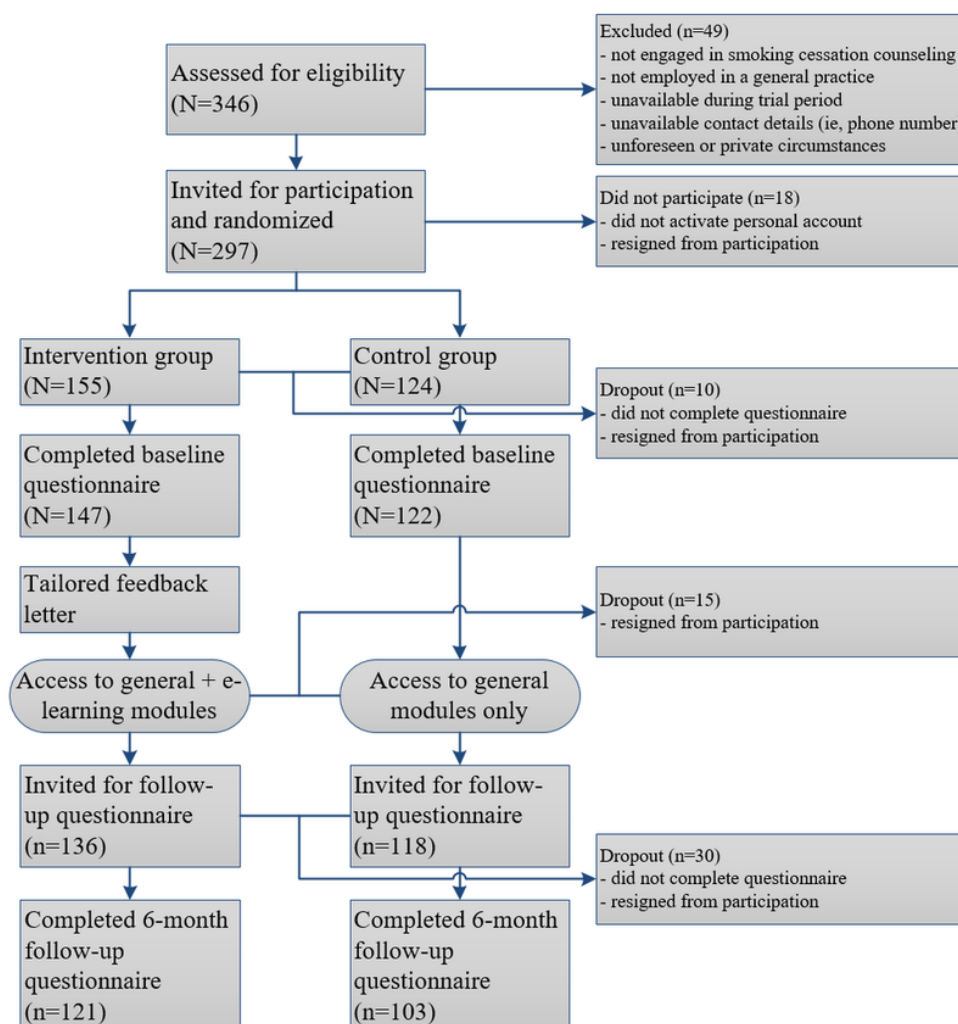 Assessed for eligibility
(N=346)
Excluded (n=49)
- not engaged in smoking cessation counseling
- not employed in a general practice
- unavailable during trial period
- unavailable contact details (ie, phone number
- unforeseen or private circumstances
Invited for participation
and randomized
(N=297)
Did not participate (n=18)
- did not activate personal account
- resigned from participation
Intervention group
(N=155)
Control group
(N=124)
Dropout (n=10)
- did not complete questionnaire
- resigned from participation
Completed baseline
questionnaire
(N=147)
Completed baseline
questionnaire
(N=122)
Tailored feedback
letter
Dropout (n=15)
- resigned from participation
Access to general + e-
learning modules
Access to general
modules only
Invited for follow-
up questionnaire
(n=136)
Invited for follow-
up questionnaire
(n=118)
Dropout (n=30)
- did not complete questionnaire
- resigned from participation
Completed 6-month
follow-up
questionnaire
(n=121)
Completed 6-month
follow-up
questionnaire
(n=103)